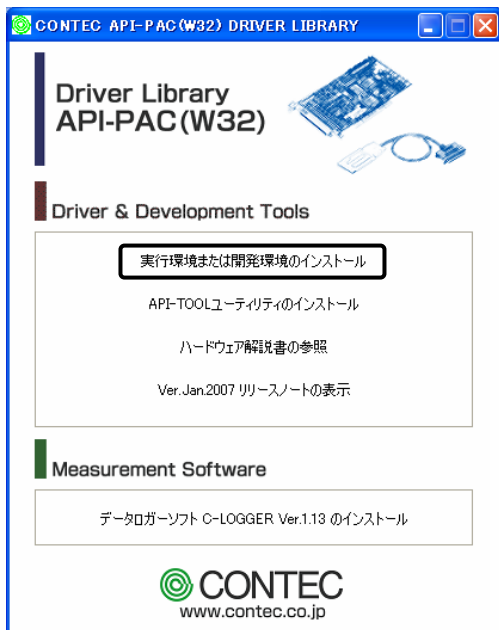 CONTEC API-PAC(W32) DRIVER LIBRARY
Driver Library
API-PAC(W32)
Driver & Development Tools
実行環境または開発環境のインストール
API-TOOLユーティリティのインストール
ハードウェア解説書の参照
Ver.Jan.2007 リリースノートの表示
Measurement Software
データロガーソフト C-LOGGER Ver.1.13 のインストール
CONTEC
www.contec.co.jp